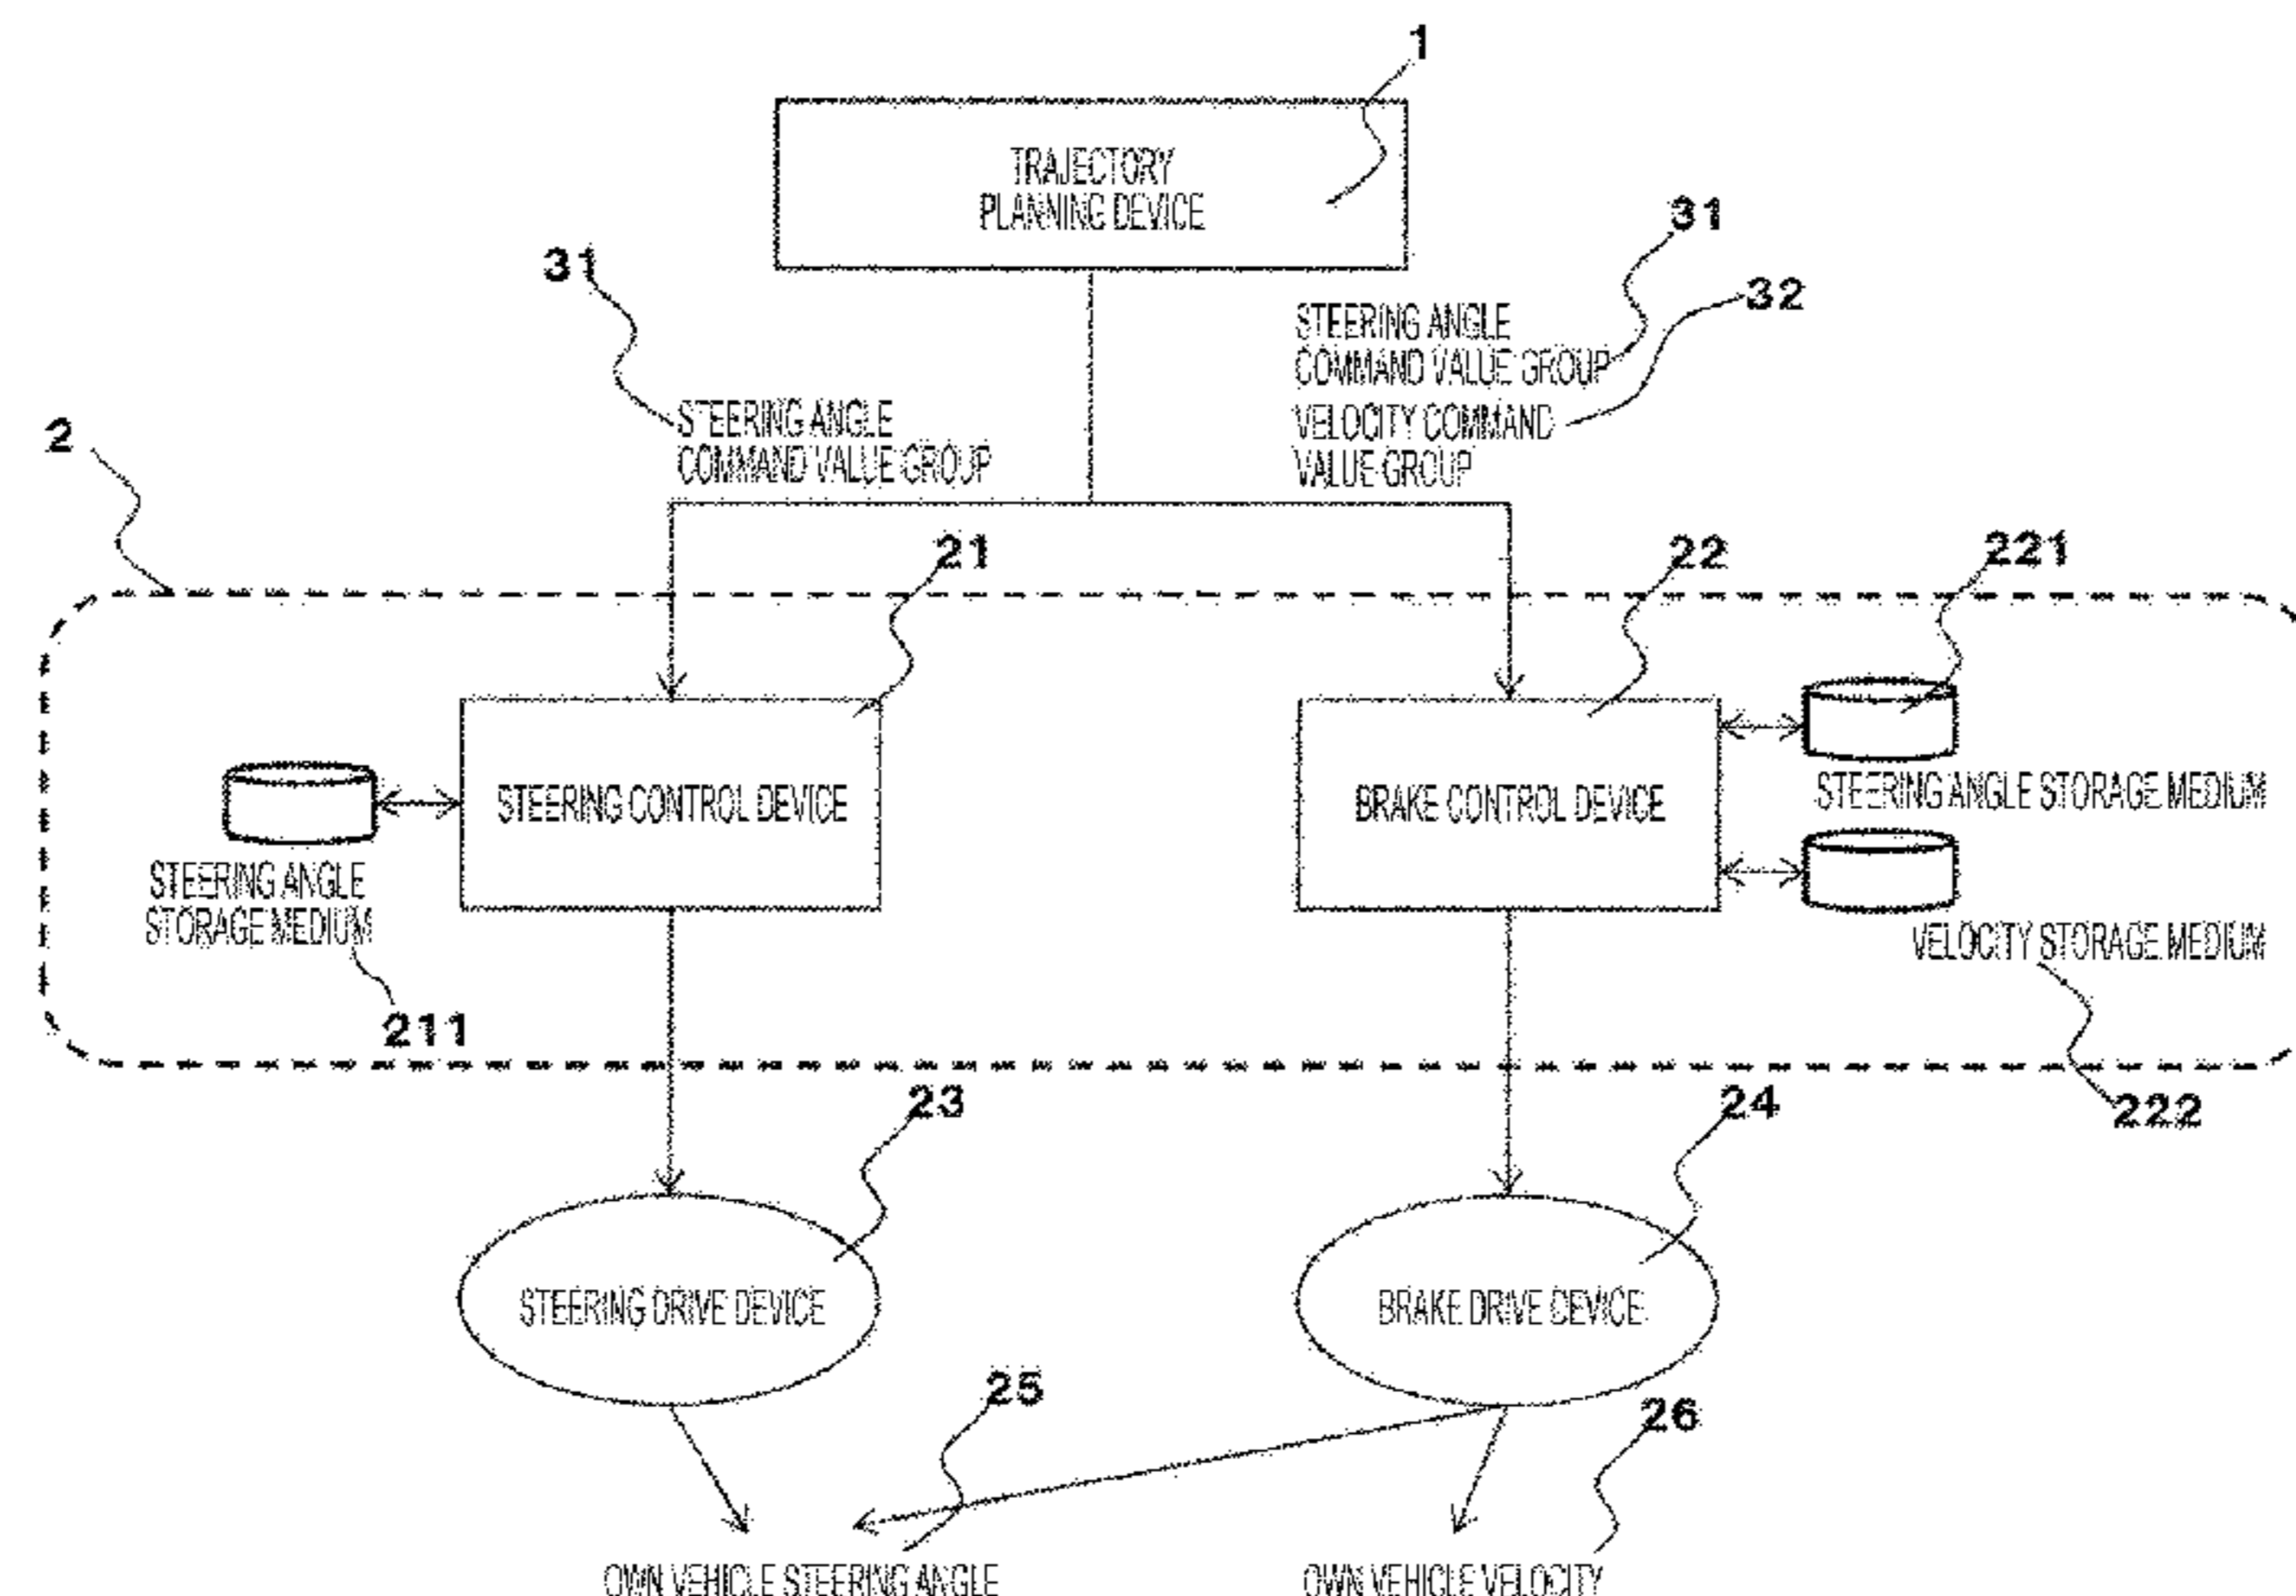 1
TRAJECTORY
PLANNING DEVICE
31
31
32
STEERING ANGLE
COMMAND VALUE GROUP
VELOCITY COMMAND
VALUE GROUP
STEERING ANGLE
COMMAND VALUE GROUP
2
21
22
221
STEERING CONTROL DEVICE
BRAKE CONTROL DEVICE
STEERING ANGLE STORAGE MEDIUM
STEERING ANGLE
STORAGE MEDIUM
VELOCITY STORAGE MEDIUM
211
23
24
222
STEERING DRIVE DEVICE
BRAKE DRIVE DEVICE
25
26
OWN VEHICLE STEERING ANGLE
OWN VEHICLE VELOCITY